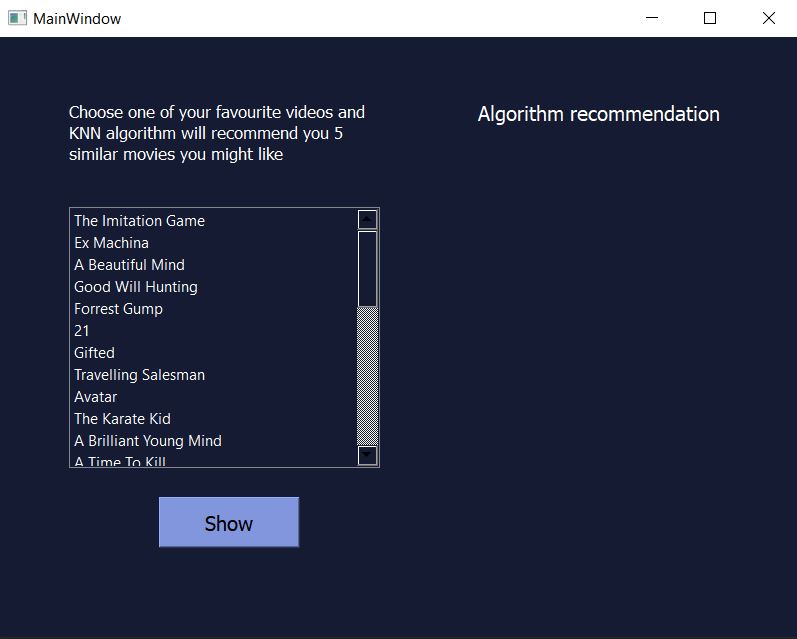 MainWindow
Choose one of your favourite videos and
KNN algorithm will recommend you 5
similar movies you might like
Algorithm recommendation
The Imitation Game
Ex Machina
A Beautiful Mind
Good Will Hunting
Forrest Gump
21
Gifted
Travelling Salesman
Avatar
The Karate Kid
A Brilliant Young Mind
A Time To Kill
Show